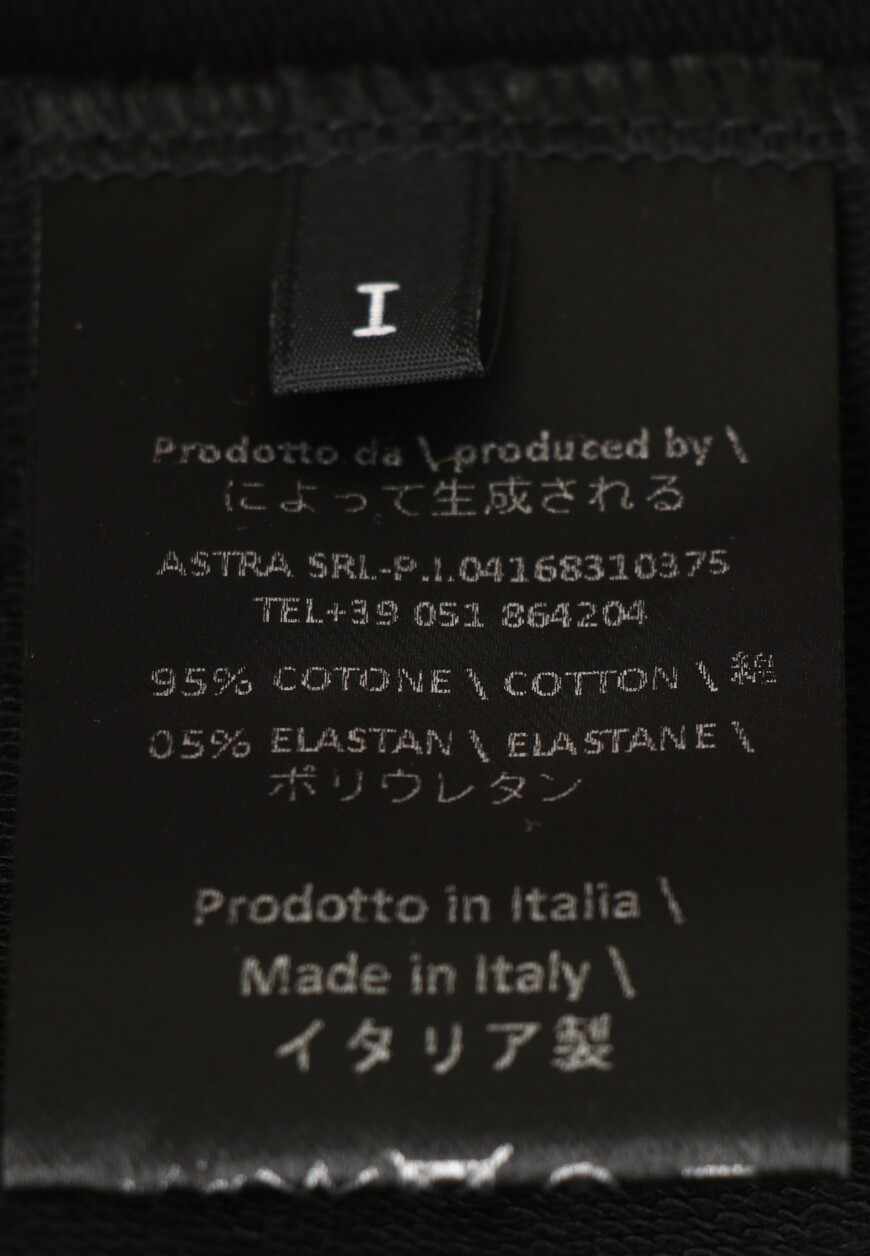 I
Prodotto da \ produced by \
によって生成される
ASTRA SRL-P.I.04168310375
TEL+39 051 864204
95% COTONE \ COTTON \ 綿
05% ELASTAN \ ELASTANE \
ポリウレタン
Prodotto in Italia \
Made in Italy \
イタリア製